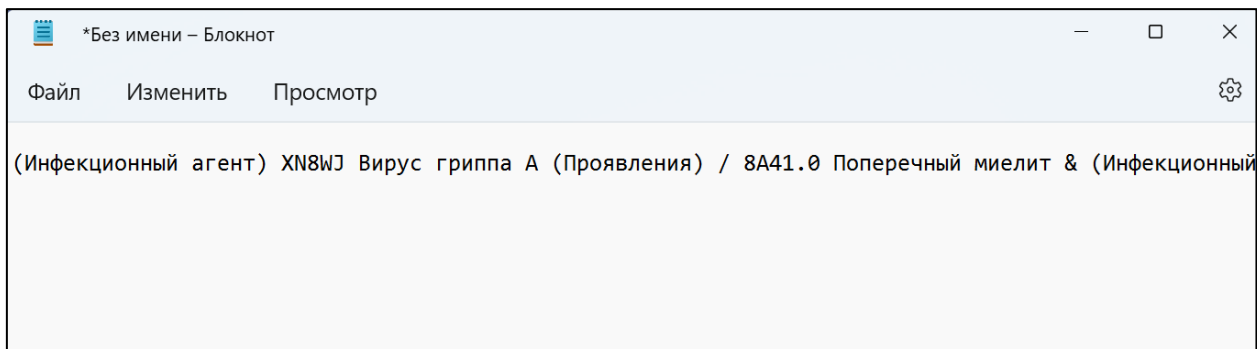 *Без имени – Блокнот
Файл Изменить Просмотр
(Инфекционный агент) XN8WJ Вирус гриппа A (Проявления) / 8A41.0 Поперечный миелит & (Инфекционный